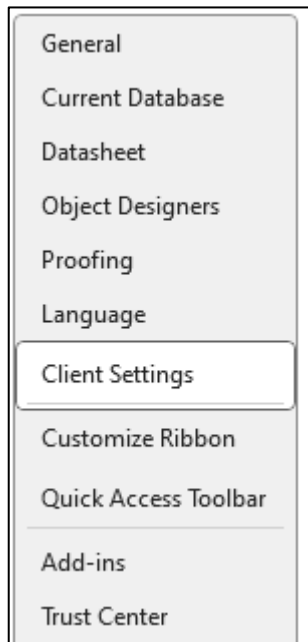 General
Current Database
Datasheet
Object Designers
Proofing
Language
Client Settings
Customize Ribbon
Quick Access Toolbar
Add-ins
Trust Center